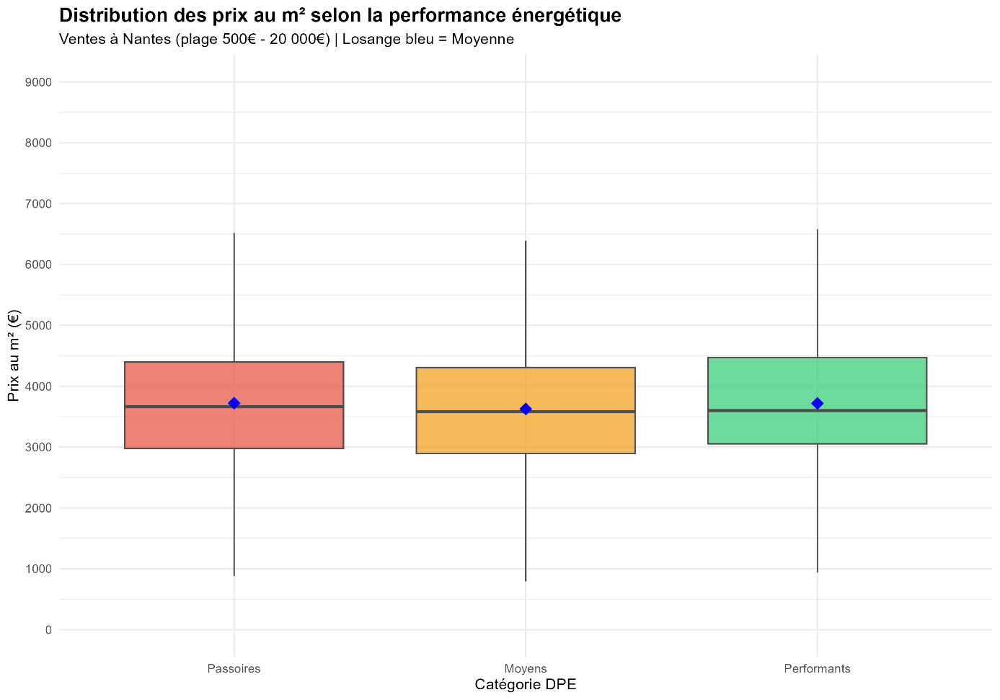 Distribution des prix au m² selon la performance énergétique
Ventes à Nantes (plage 500€ - 20 000€) | Losange bleu = Moyenne
Prix au m² (€)
9000
8000
7000
6000
5000
4000
3000
2000
1000
0
Passoires
Moyens
Performants
Catégorie DPE